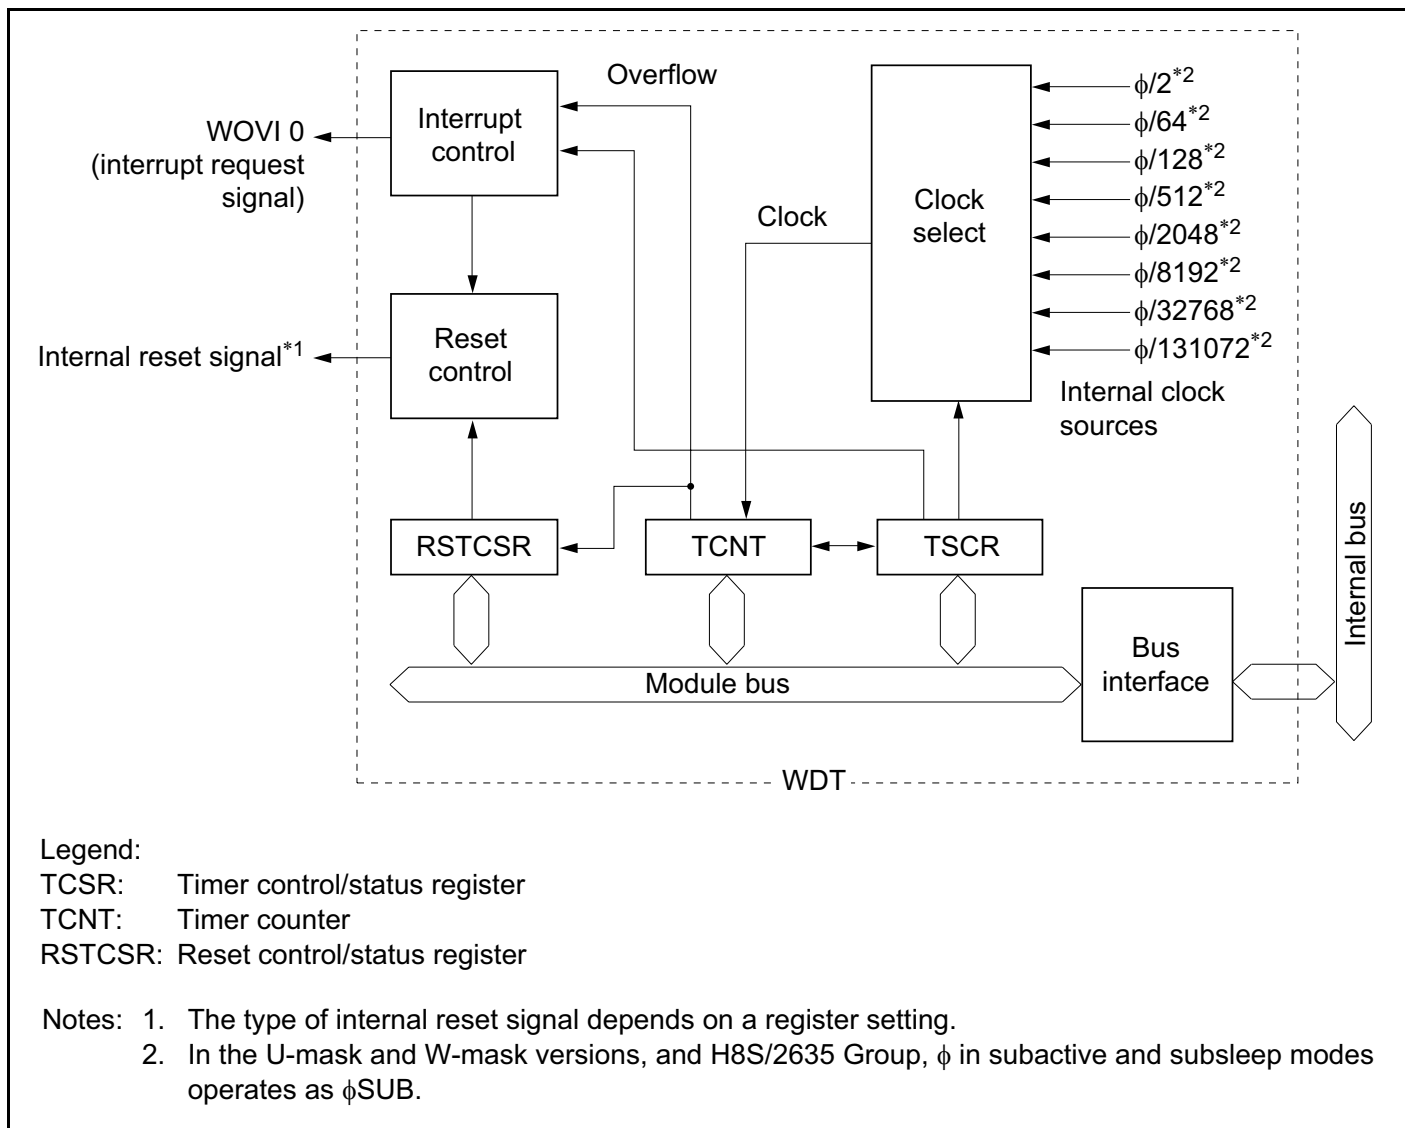 Overflow
Interrupt
control
WOVI 0
(interrupt request
signal)
Clock
Clock
select
ϕ/2*2
ϕ/64*2
ϕ/128*2
ϕ/512*2
ϕ/2048*2
ϕ/8192*2
ϕ/32768*2
ϕ/131072*2
Internal clock
sources
Reset
control
Internal reset signal*1
RSTCSR
TCNT
TSCR
Module bus
Bus
interface
Internal bus
WDT
Legend:
TCSR: Timer control/status register
TCNT: Timer counter
RSTCSR: Reset control/status register
Notes: 1. The type of internal reset signal depends on a register setting.
2. In the U-mask and W-mask versions, and H8S/2635 Group, ϕ in subactive and subsleep modes
operates as ϕSUB.